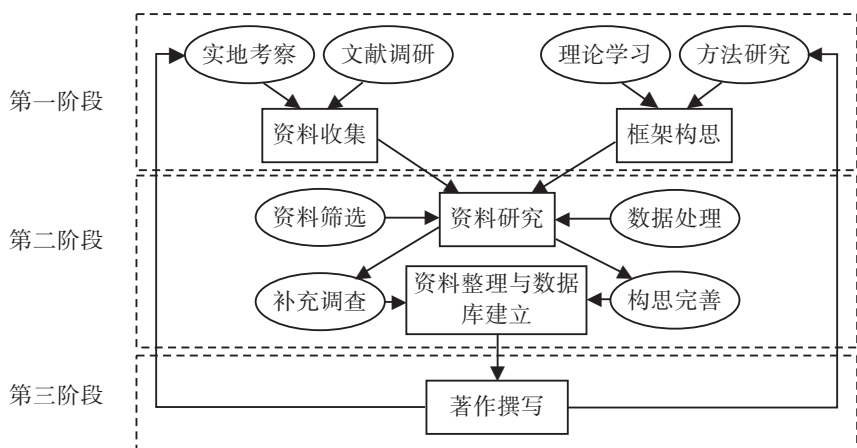 实地考察
文献调研
理论学习
方法研究
第一阶段
资料收集
框架构思
资料筛选
资料研究
数据处理
第二阶段
补充调查
资料整理与数据
库建立
构思完善
第三阶段
著作撰写